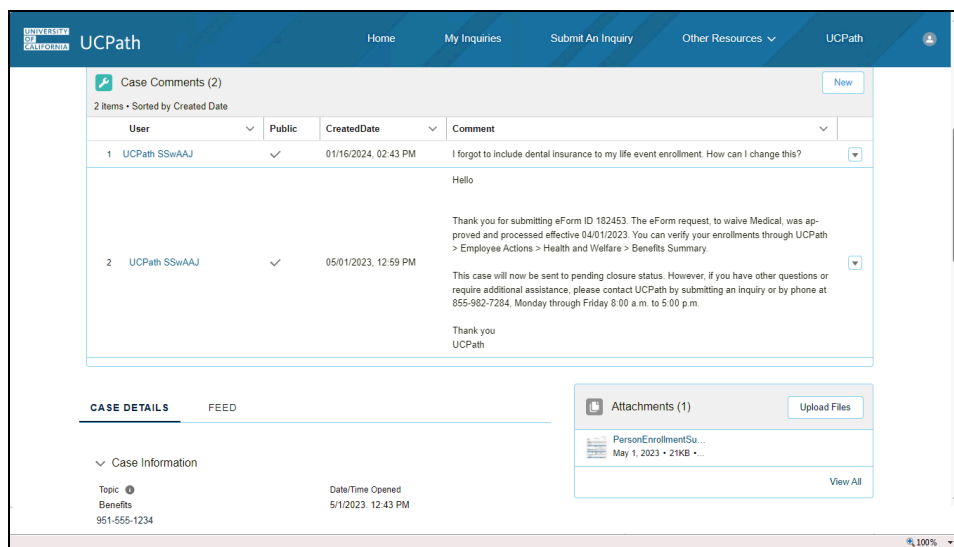 UNIVERSITY
OF
CALIFORNIA
UCPath
Home
My Inquiries
Submit An Inquiry
Other Resources
UCPath
Case Comments (2)
New
2 items • Sorted by Created Date
User
Public
CreatedDate
Comment
1 UCPath SSwAAJ 01/16/2024, 02:43 PM I forgot to include dental insurance to my life event enrollment. How can I change this?
2 UCPath SSwAAJ 05/01/2023, 12:59 PM
Hello
Thank you for submitting eForm ID 182453. The eForm request, to waive Medical, was ap-
proved and processed effective 04/01/2023. You can verify your enrollments through UCPath
> Employee Actions > Health and Welfare > Benefits Summary.
This case will now be sent to pending closure status. However, if you have other questions or
require additional assistance, please contact UCPath by submitting an inquiry or by phone at
855-982-7284, Monday through Friday 8:00 a.m. to 5:00 p.m.
Thank you
UCPath
CASE DETAILS
FEED
Attachments (1)
Upload Files
PersonEnrollmentSu...
May 1, 2023 • 21KB •...
View All
Case Information
Topic
Benefits
951-555-1234
Date/Time Opened
5/1/2023. 12:43 PM
100%